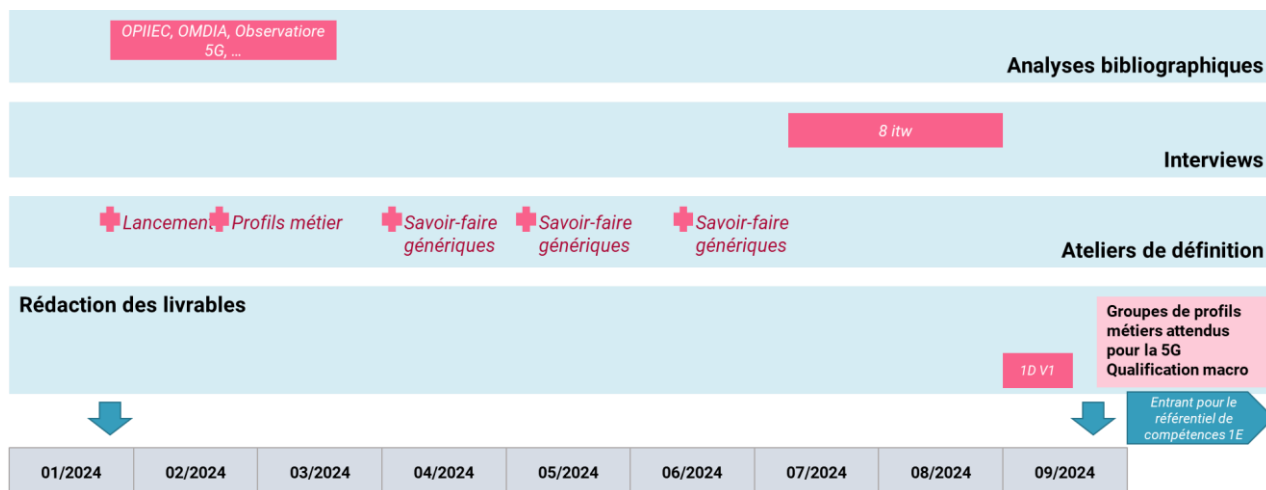 OPIIEC, OMDIA, Observatiore
5G, ...
Analyses bibliographiques
8 itw
Interviews
Lancement
Profils métier
Savoir-faire
génériques
Savoir-faire
génériques
Savoir-faire
génériques
Ateliers de définition
Rédaction des livrables
Groupes de profils
métiers attendus
pour la 5G
Qualification macro
1D V1
Entrant pour le
référentiel de
compétences 1E
01/2024
02/2024
03/2024
04/2024
05/2024
06/2024
07/2024
08/2024
09/2024